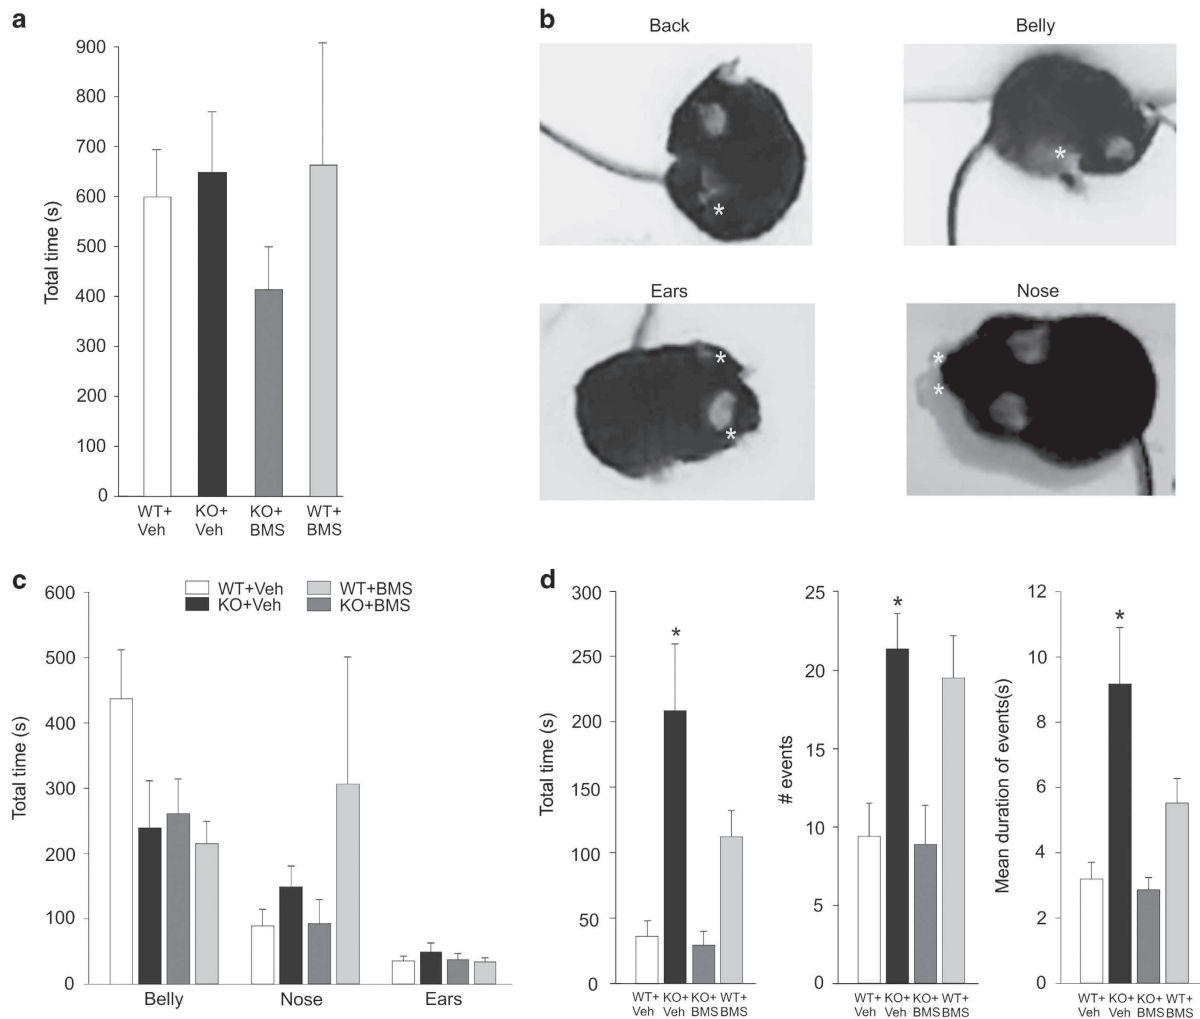 a
900
800
700
600
500
400
300
200
100
0
Total time (s)
WT+ Veh
KO+ Veh
KO+ BMS
WT+ BMS
b
Back
Belly
*
*
Ears
Nose
*
*
*
*
c
WT+Veh
WT+BMS
KO+Veh
KO+BMS
600
500
400
300
200
100
0
Total time (s)
Belly
Nose
Ears
d
300
250
200
150
100
50
0
Total time (s)
*
WT+ Veh
KO+ Veh
KO+ BMS
WT+ BMS
25
20
15
10
5
0
# events
*
WT+ Veh
KO+ Veh
KO+ BMS
WT+ BMS
12
10
8
6
4
2
0
Mean duration of events(s)
*
WT+ Veh
KO+ Veh
KO+ BMS
WT+ BMS